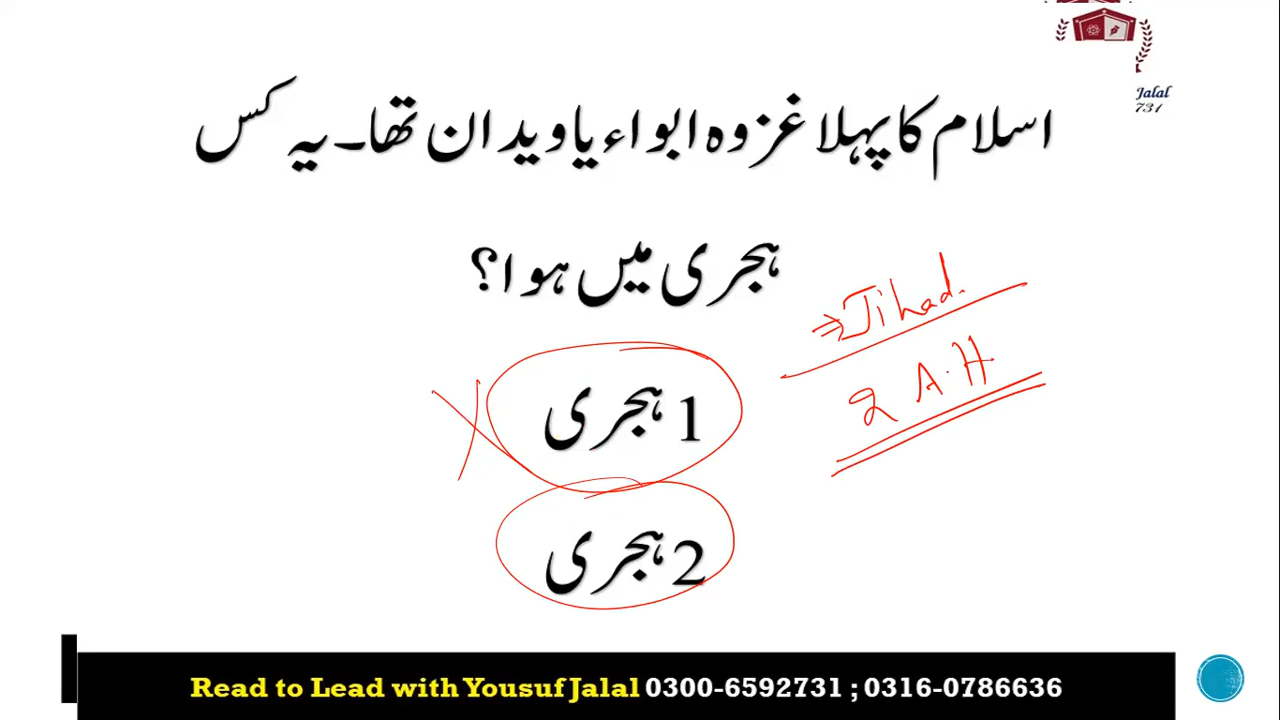 Jalal
731
اسلام کا پہلا غزوہ ابواء یا ویدان تھا۔ یہ کس
ہجری میں ہوا؟
⇒ Jihad.
2 A.H
1 ہجری
2 ہجری
Read to Lead with Yousuf Jalal 0300-6592731 ; 0316-0786636